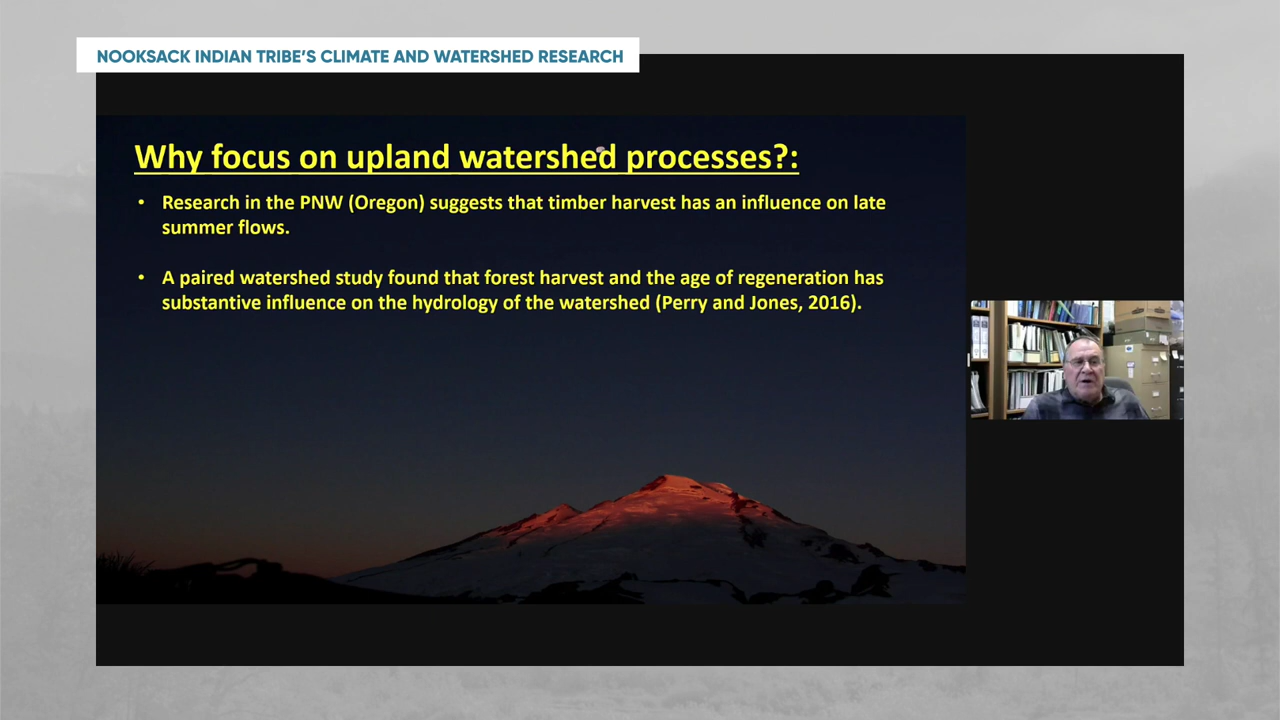 NOOKSACK INDIAN TRIBE'S CLIMATE AND WATERSHED RESEARCH
Why focus on upland watershed processes?:
• Research in the PNW (Oregon) suggests that timber harvest has an influence on late
summer flows.
• A paired watershed study found that forest harvest and the age of regeneration has
substantive influence on the hydrology of the watershed (Perry and Jones, 2016).